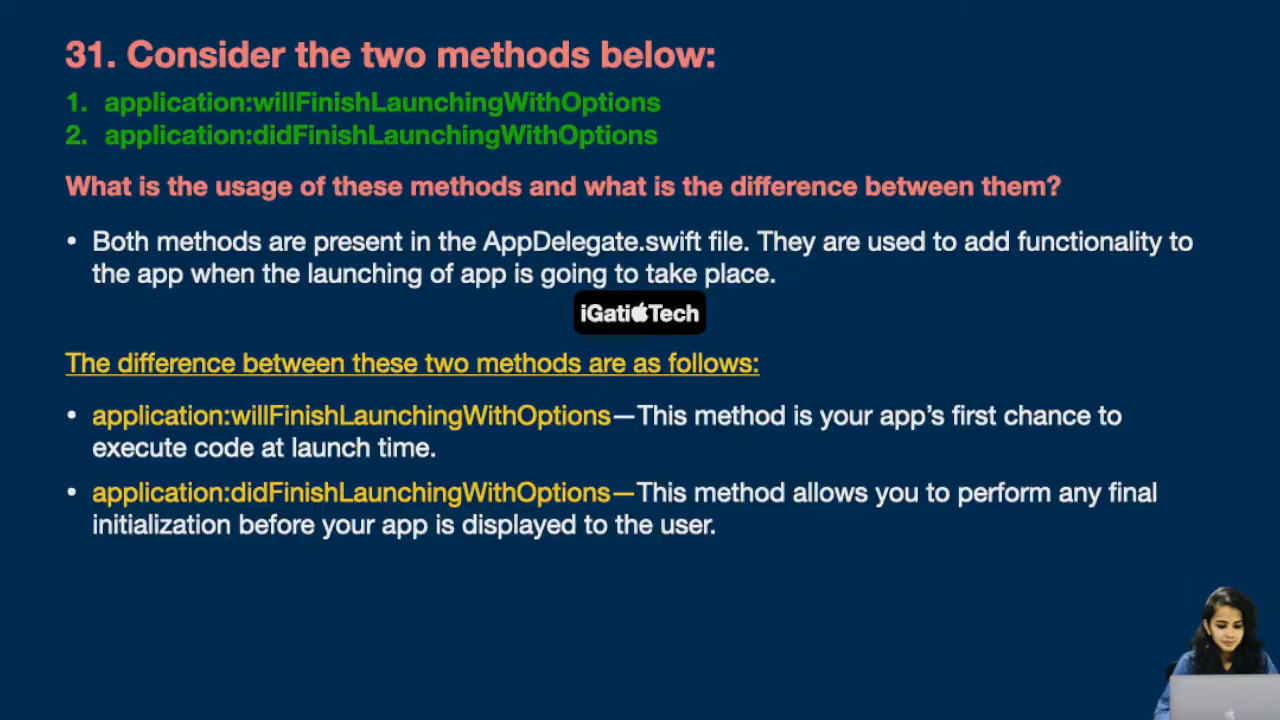 31. Consider the two methods below:
1. application:willFinishLaunchingWithOptions
2. application:didFinishLaunchingWithOptions
What is the usage of these methods and what is the difference between them?
• Both methods are present in the AppDelegate.swift file. They are used to add functionality to
the app when the launching of app is going to take place.
iGati Tech
The difference between these two methods are as follows:
• application:willFinishLaunchingWithOptions—This method is your app’s first chance to
execute code at launch time.
• application:didFinishLaunchingWithOptions—This method allows you to perform any final
initialization before your app is displayed to the user.